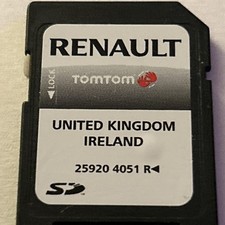 RENAULT
LOCK
TOMTOM
UNITED KINGDOM
IRELAND
25920 4051 R
SD